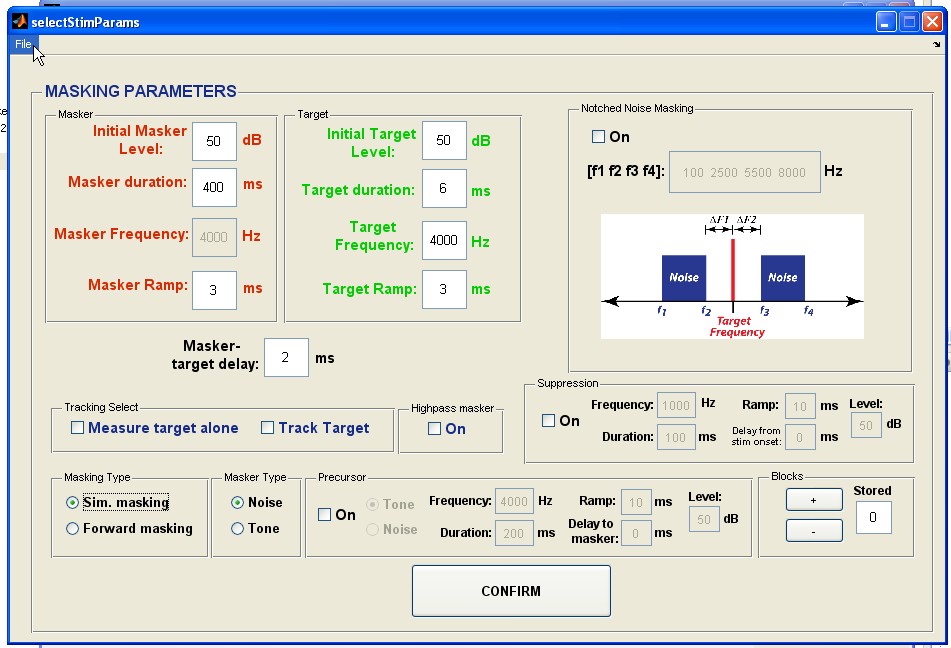 selectStimParams
File
MASKING PARAMETERS
Masker
Initial Masker
Level:
50
dB
Masker duration:
400
ms
Masker Frequency:
4000
Hz
Masker Ramp:
3
ms
Target
Initial Target
Level:
50
dB
Target duration:
6
ms
Target
Frequency:
4000
Hz
Target Ramp:
3
ms
Notched Noise Masking
On
[f1 f2 f3 f4]:
100 2500 5500 8000
Hz
ΔF1 ΔF2
Noise
Noise
f1 f2 f3 f4
Target
Frequency
Masker-
target delay:
2
ms
Tracking Select
Measure target alone
Track Target
Highpass masker
On
Suppression
On
Frequency:
1000
Hz
Duration:
100
ms
Ramp:
10
ms
Delay from
stim onset:
0
ms
Level:
50
dB
Masking Type
Sim. masking
Forward masking
Masker Type
Noise
Tone
Precursor
On
Tone
Noise
Frequency:
4000
Hz
Duration:
200
ms
Ramp:
10
ms
Delay to
masker:
0
ms
Level:
50
dB
Blocks
+
-
Stored
0
CONFIRM